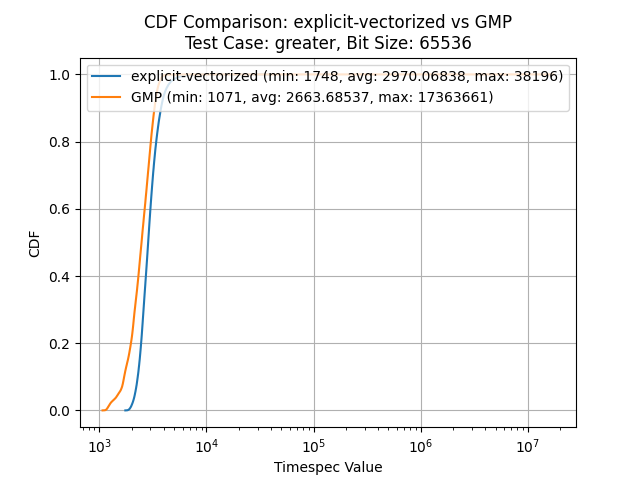 CDF Comparison: explicit-vectorized vs GMP
Test Case: greater, Bit Size: 65536
explicit-vectorized (min: 1748, avg: 2970.06838, max: 38196)
GMP (min: 1071, avg: 2663.68537, max: 17363661)
CDF
1.0
0.8
0.6
0.4
0.2
0.0
10³
10⁴
10⁵
10⁶
10⁷
Timespec Value